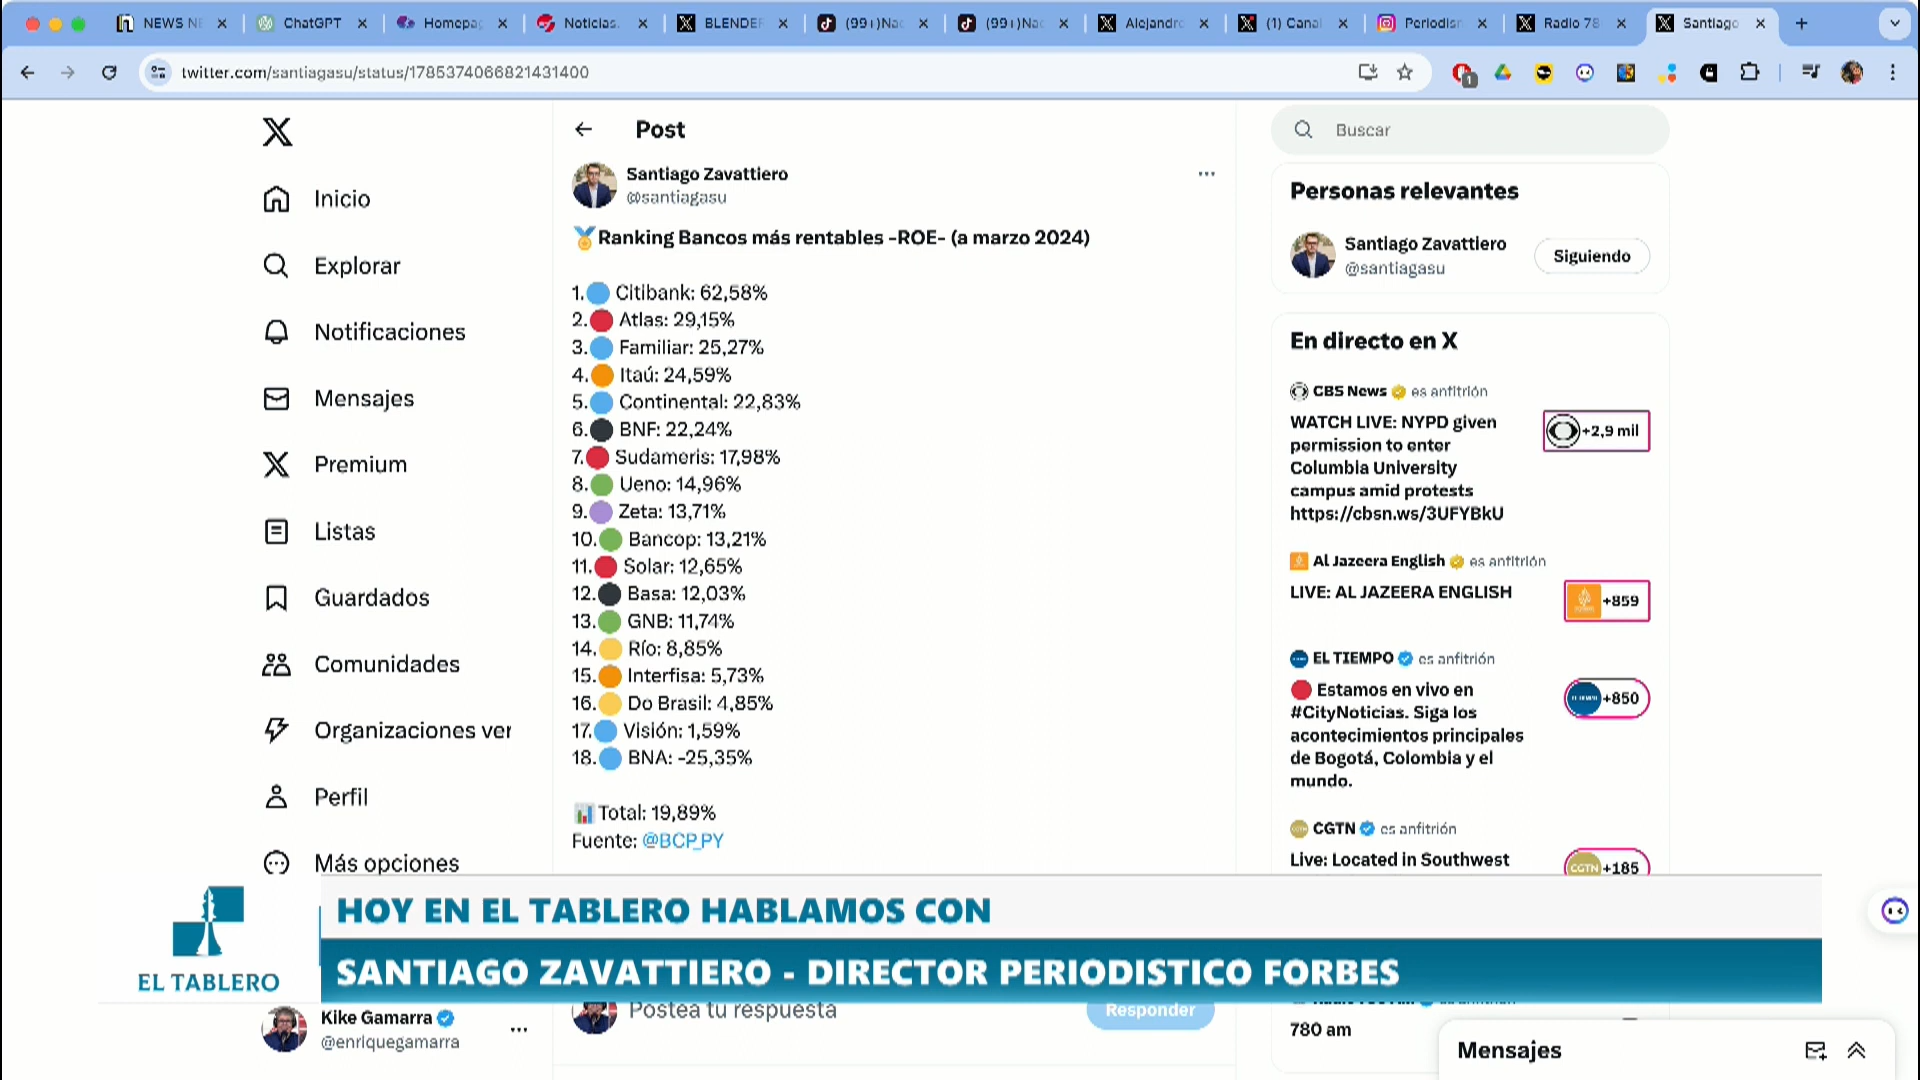 NEWS NE
ChatGPT
Homepag
Noticias.
BLENDER
(99+)Nac
(99+)Nac
Alejandro
(1) Canal
Periodism
Radio 78
Santiago
twitter.com/santiagasu/status/1785374066821431400
1
Inicio
Explorar
Notificaciones
Mensajes
Premium
Listas
Guardados
Comunidades
Organizaciones ver
Perfil
Más opciones
Post
Santiago Zavattiero
@santiagasu
Ranking Bancos más rentables -ROE- (a marzo 2024)
1. Citibank: 62,58%
2. Atlas: 29,15%
3. Familiar: 25,27%
4. Itaú: 24,59%
5. Continental: 22,83%
6. BNF: 22,24%
7. Sudameris: 17,98%
8. Ueno: 14,96%
9. Zeta: 13,71%
10. Bancop: 13,21%
11. Solar: 12,65%
12. Basa: 12,03%
13. GNB: 11,74%
14. Río: 8,85%
15. Interfisa: 5,73%
16. Do Brasil: 4,85%
17. Visión: 1,59%
18. BNA: -25,35%
Total: 19,89%
Fuente: @BCP_PY
Buscar
Personas relevantes
Santiago Zavattiero
@santiagasu
Siguiendo
En directo en X
CBS News es anfitrión
WATCH LIVE: NYPD given
permission to enter
Columbia University
campus amid protests
https://cbsn.ws/3UFYBkU
+2,9 mil
Al Jazeera English es anfitrión
LIVE: AL JAZEERA ENGLISH
+859
EL TIEMPO es anfitrión
Estamos en vivo en
#CityNoticias. Siga los
acontecimientos principales
de Bogotá, Colombia y el
mundo.
+850
CGTN es anfitrión
Live: Located in Southwest
CGTN +185
HOY EN EL TABLERO HABLAMOS CON
SANTIAGO ZAVATTIERO - DIRECTOR PERIODISTICO FORBES
EL TABLERO
Kike Gamarra
@enriquegamarra
Postea tu respuesta
Responder
780 am
Mensajes